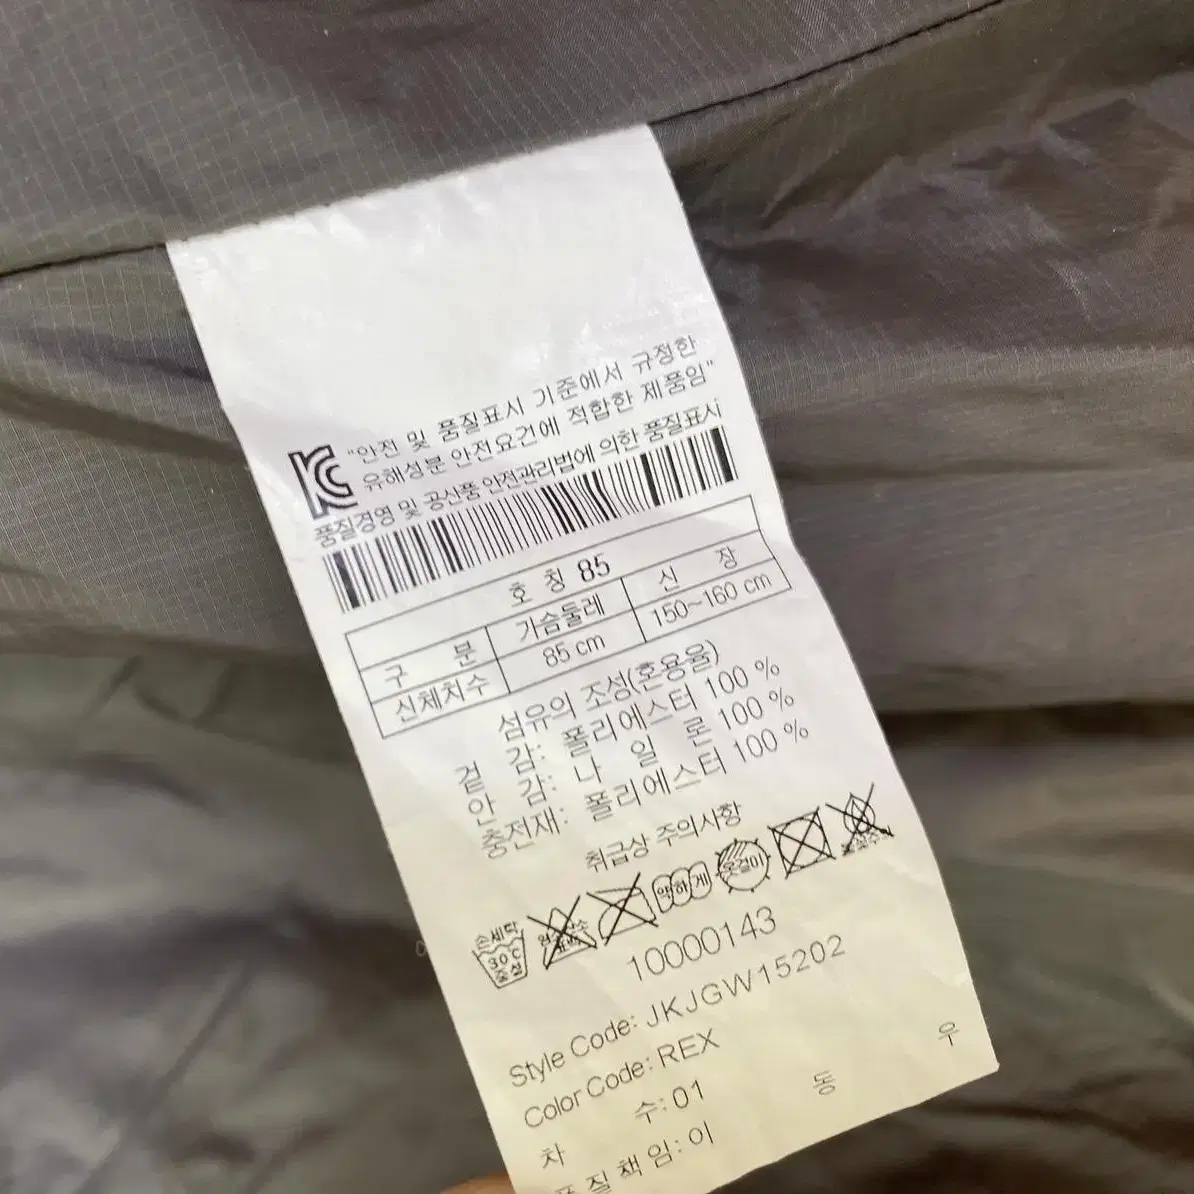 "안전 및 품질표시 기준에서 규정한
유해성분 안전요건에 적합한 제품임"
품질경영 및 공산품 안전관리법에 의한 품질표시
호 칭 85
구 분 가슴둘레 신 장
신체치수 85 cm 150~160 cm
섬유의 조성(혼용율)
겉 감: 폴리에스터 100 %
안 감: 나 일 론 100 %
충전재: 폴리에스터 100 %
취급상 주의사항
손세탁 30℃ 중성
약하게
옷걸이
10000143
Style Code: JKJGW15202
Color Code: REX
차 수: 01
품질책임: 이 동 우